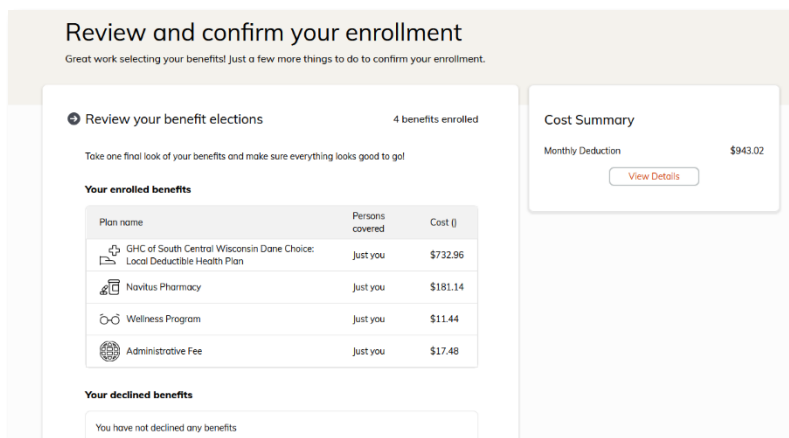 Review and confirm your enrollment
Great work selecting your benefits! Just a few more things to do to confirm your enrollment.
Review your benefit elections
4 benefits enrolled
Take one final look of your benefits and make sure everything looks good to go!
Your enrolled benefits
Plan name
Persons
covered
Cost ()
GHC of South Central Wisconsin Dane Choice:
Local Deductible Health Plan
Just you
$732.96
Navitus Pharmacy
Just you
$181.14
Wellness Program
Just you
$11.44
Administrative Fee
Just you
$17.48
Your declined benefits
You have not declined any benefits
Cost Summary
Monthly Deduction
$943.02
View Details